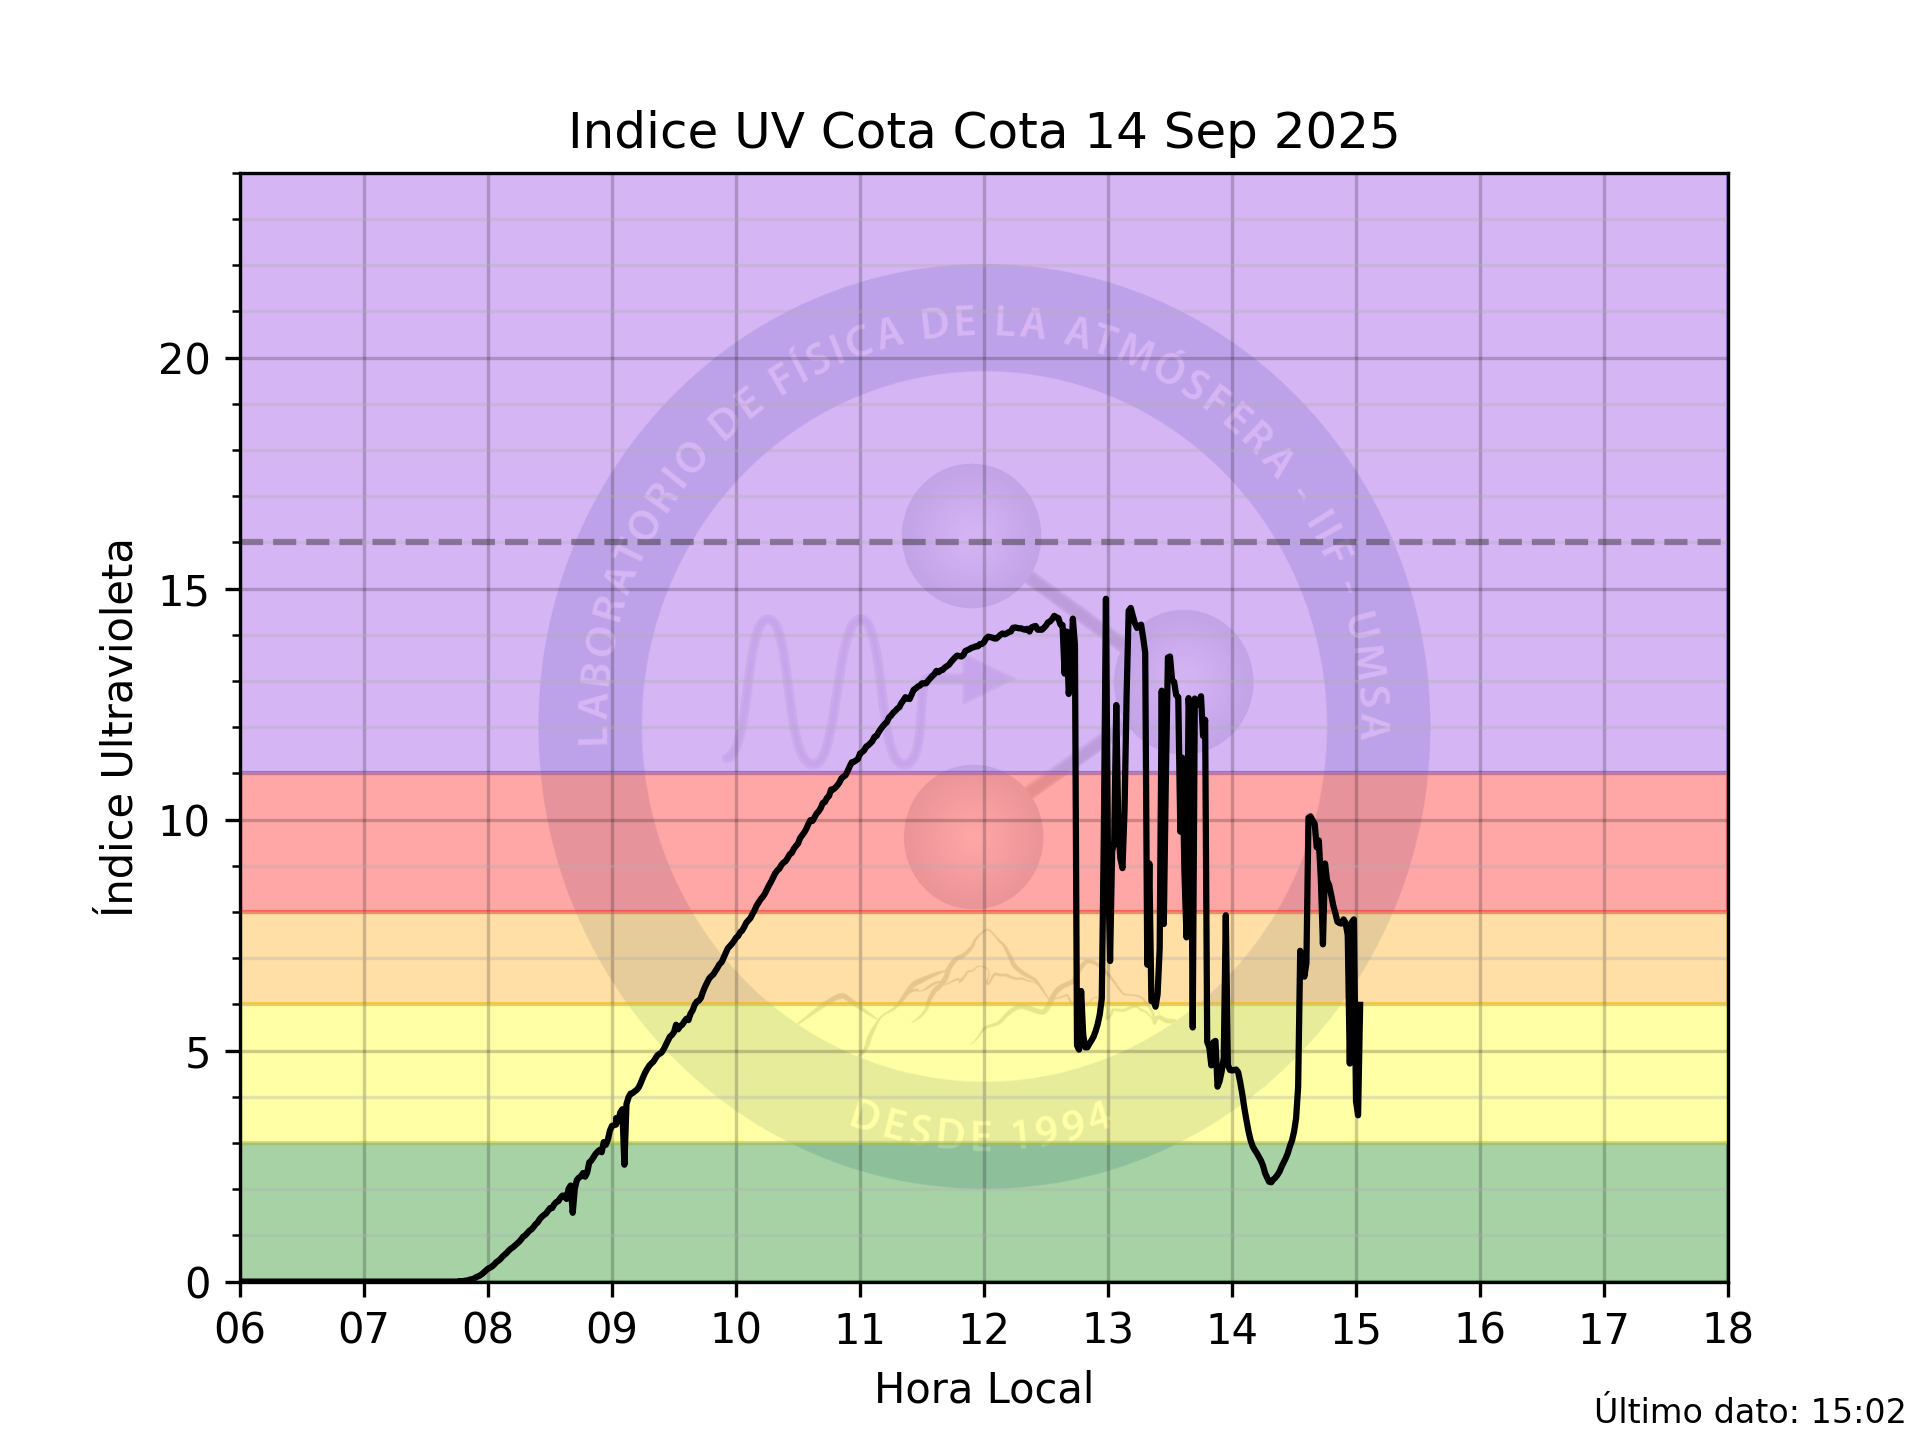 Indice UV Cota Cota 14 Sep 2025
LABORATORIO DE FÍSICA DE LA ATMÓSFERA - IIF - UMSA
DESDE 1994
Índice Ultravioleta
20
15
10
5
0
06 07 08 09 10 11 12 13 14 15 16 17 18
Hora Local
Último dato: 15:02